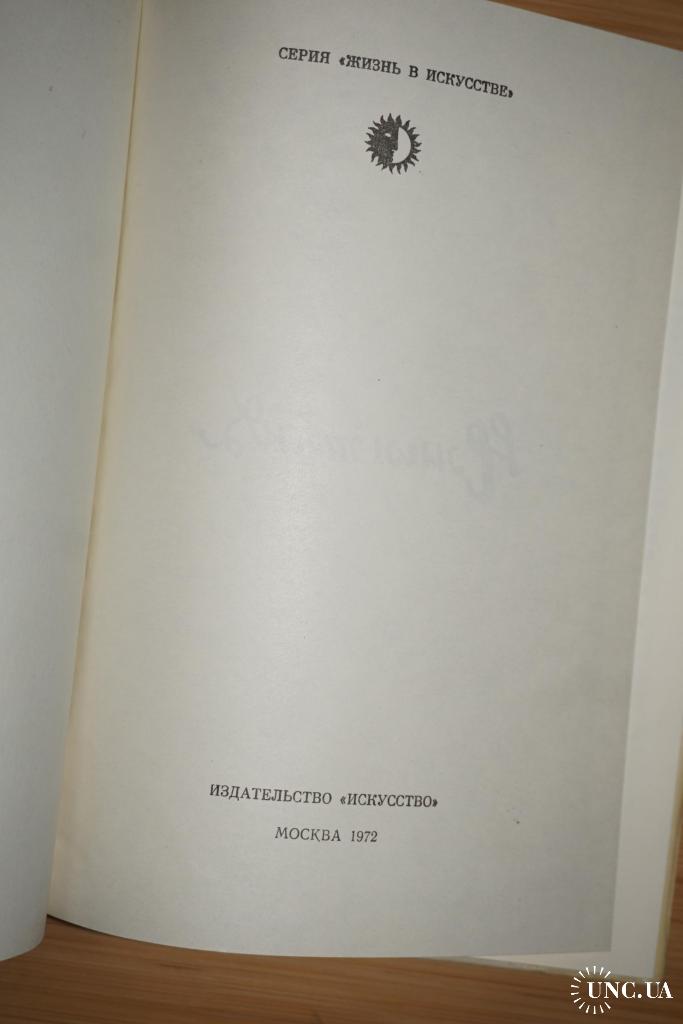 СЕРИЯ «ЖИЗНЬ В ИСКУССТВЕ»
ИЗДАТЕЛЬСТВО «ИСКУССТВО»
МОСКВА 1972
UNC.UA